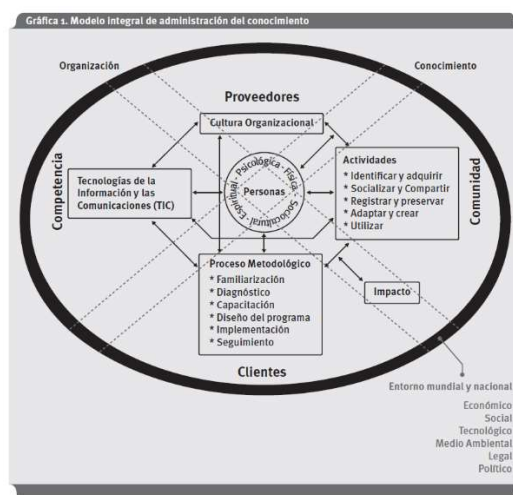 Gráfica 1. Modelo integral de administración del conocimiento
Organización
Conocimiento
Proveedores
Cultura Organizacional
Competencia
Tecnologías de la
Información y las
Comunicaciones (TIC)
Espiritual - Psicológica - Física - Sociocultural
Personas
Actividades
* Identificar y adquirir
* Socializar y Compartir
* Registrar y preservar
* Adaptar y crear
* Utilizar
Comunidad
Proceso Metodológico
* Familiarización
* Diagnóstico
* Capacitación
* Diseño del programa
* Implementación
* Seguimiento
Impacto
Clientes
Entorno mundial y nacional
Económico
Social
Tecnológico
Medio Ambiental
Legal
Político